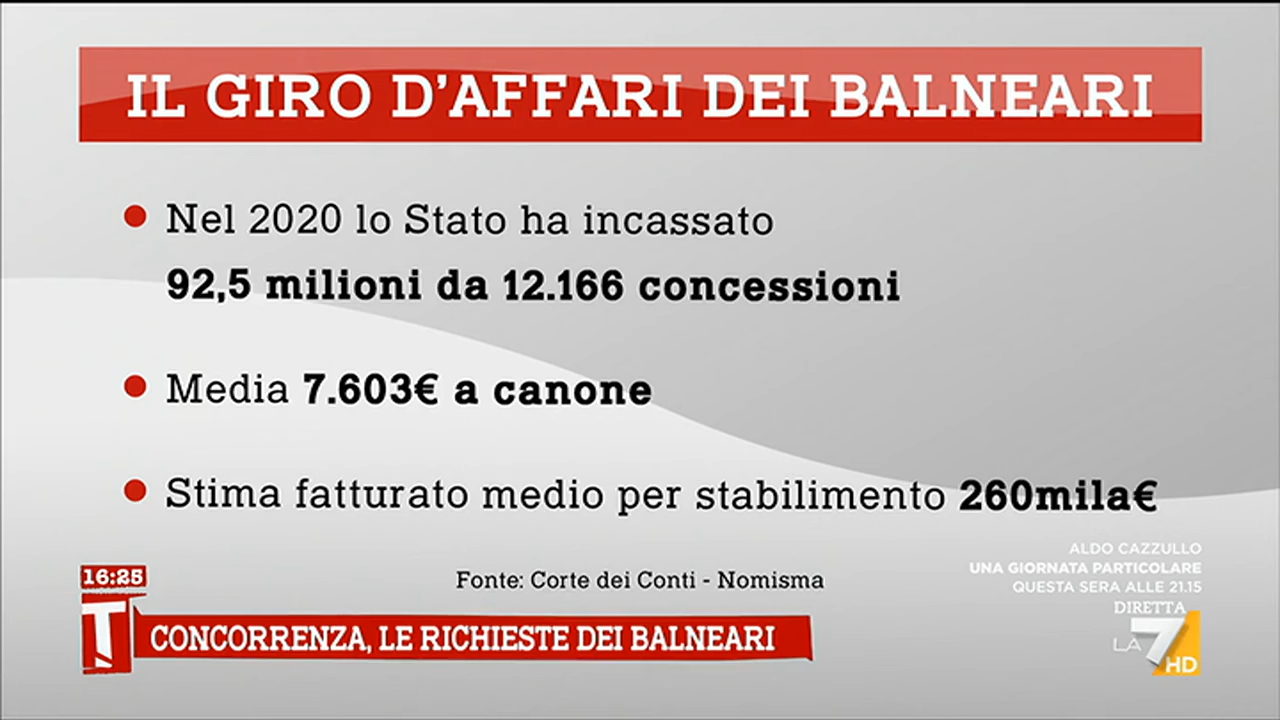 IL GIRO D'AFFARI DEI BALNEARI
Nel 2020 lo Stato ha incassato
92,5 milioni da 12.166 concessioni
Media 7.603€ a canone
Stima fatturato medio per stabilimento 260mila€
Fonte: Corte dei Conti - Nomisma
ALDO CAZZULLO
UNA GIORNATA PARTICOLARE
QUESTA SERA ALLE 21.15
DIRETTA
LA 7 HD
16:25
T
CONCORRENZA, LE RICHIESTE DEI BALNEARI